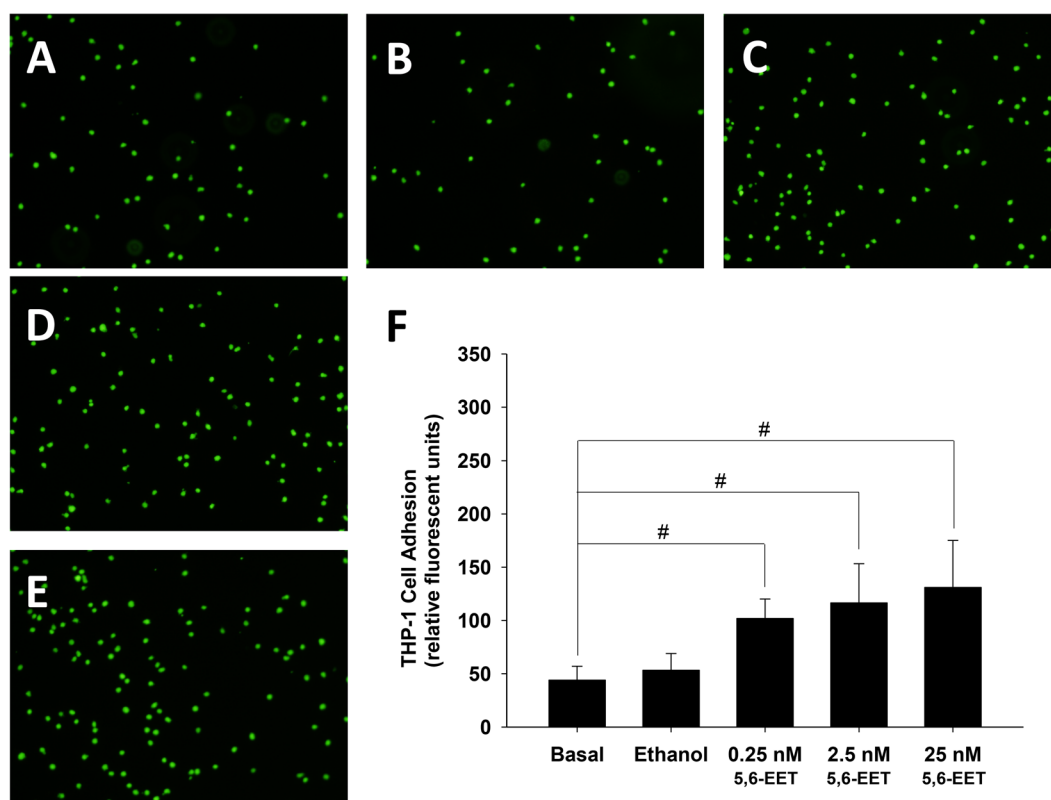 A
B
C
D
E
F
350
300
250
200
150
100
50
0
THP-1 Cell Adhesion
(relative fluorescent units)
#
#
#
Basal
Ethanol
0.25 nM
5,6-EET
2.5 nM
5,6-EET
25 nM
5,6-EET